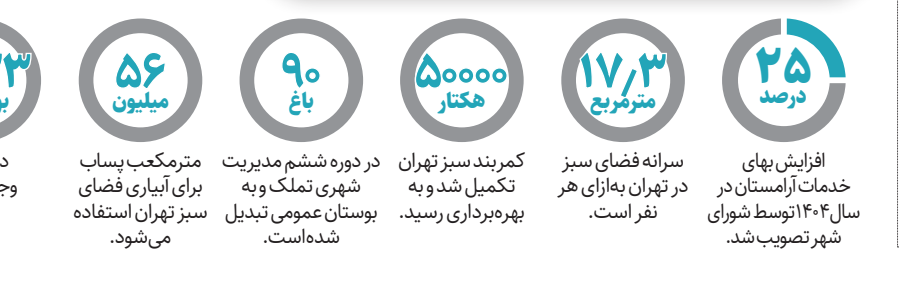 ۲۵
درصد
افزایش بهای
خدمات آرامستان در
سال۱۴۰۴توسط شورای
شهر تصویب شد.
۱۷٫۳
مترمربع
سرانه فضای سبز
در تهران به‌ازای هر
نفر است.
۵۰۰۰۰
هکتار
کمربند سبز تهران
تکمیل شد و به
بهره‌برداری رسید.
۹۰
باغ
در دوره ششم مدیریت
شهری تملک و به
بوستان عمومی تبدیل
شده‌است.
۵۶
میلیون
مترمکعب پساب
برای آبیاری فضای
سبز تهران استفاده
می‌شود.